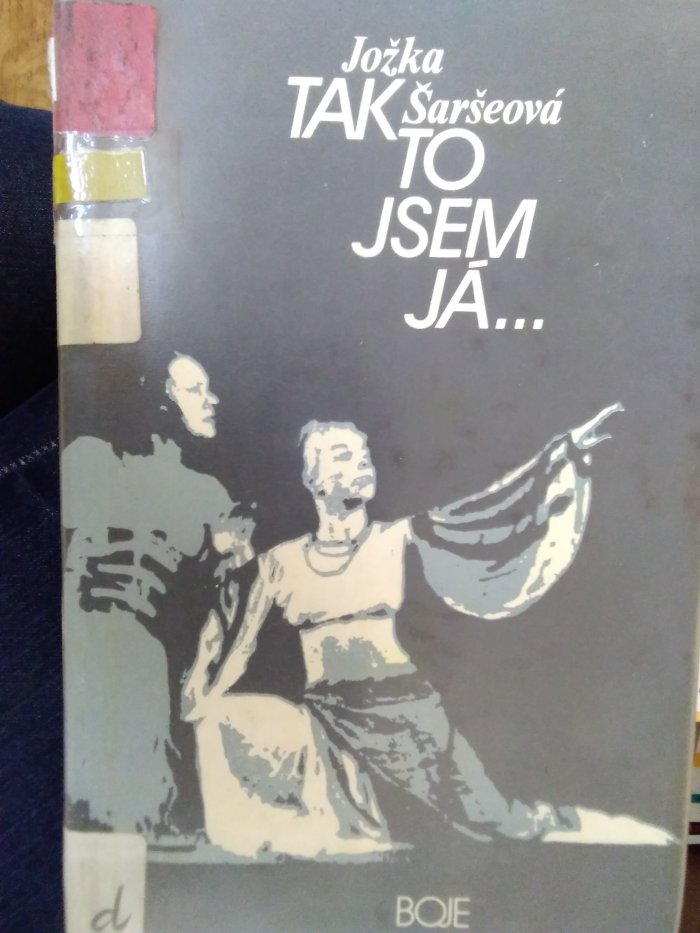 Jožka
Šaršeová
TAK
TO
JSEM
JÁ...
BOJE
d